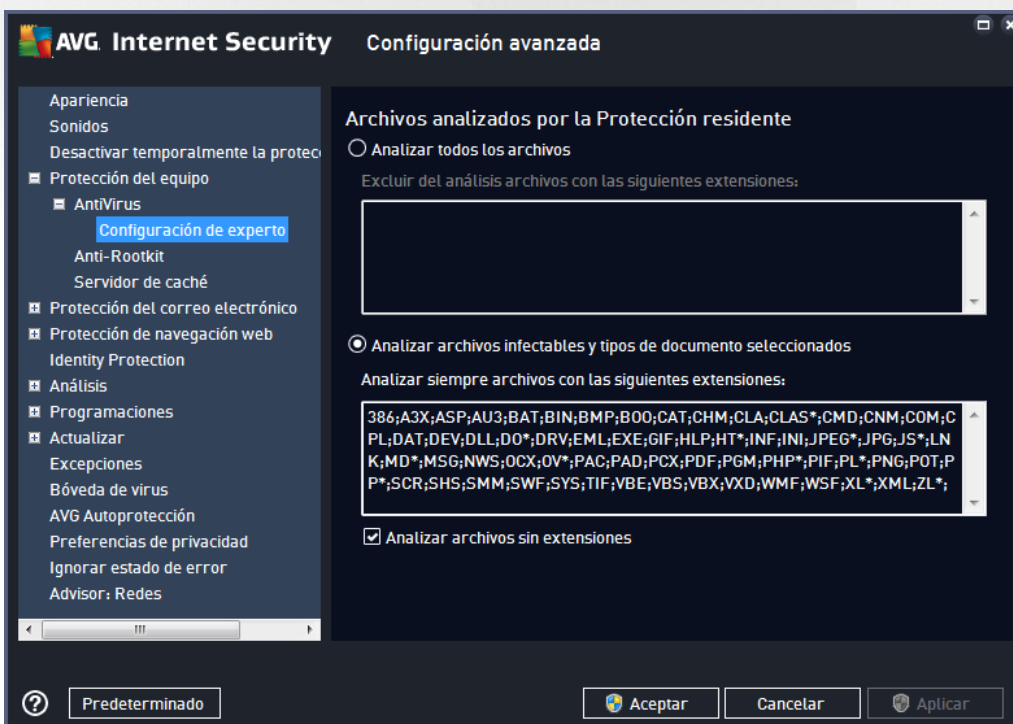 AVG. Internet Security
Configuración avanzada
Apariencia
Sonidos
Desactivar temporalmente la protec
Protección del equipo
AntiVirus
Configuración de experto
Anti-Rootkit
Servidor de caché
Protección del correo electrónico
Protección de navegación web
Identity Protection
Análisis
Programaciones
Actualizar
Excepciones
Bóveda de virus
AVG Autoprotección
Preferencias de privacidad
Ignorar estado de error
Advisor: Redes
Archivos analizados por la Protección residente
Analizar todos los archivos
Excluir del análisis archivos con las siguientes extensiones:
Analizar archivos infectables y tipos de documento seleccionados
Analizar siempre archivos con las siguientes extensiones:
386;A3X;ASP;AU3;BAT;BIN;BMP;BOO;CAT;CHM;CLA;CLAS*;CMD;CNM;COM;C
PL;DAT;DEV;DLL;DO*;DRV;EML;EXE;GIF;HLP;HT*;INF;INI;JPEG*;JPG;JS*;LN
K;MD*;MSG;NWS;OCX;OV*;PAC;PAD;PCX;PDF;PGM;PHP*;PIF;PL*;PNG;POT;P
P*;SCR;SHS;SMM;SWF;SYS;TIF;VBE;VBS;VBX;VXD;WMF;WSF;XL*;XML;ZL*;
Analizar archivos sin extensiones
Predeterminado
Aceptar
Cancelar
Aplicar